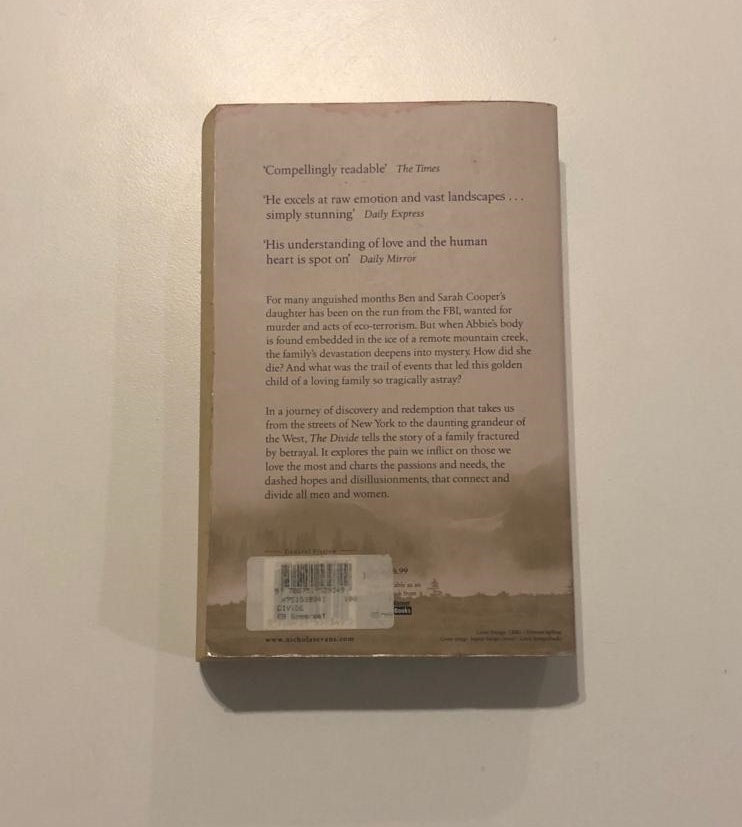 'Compellingly readable' The Times
'He excels at raw emotion and vast landscapes . . .
simply stunning' Daily Express
'His understanding of love and the human
heart is spot on' Daily Mirror
For many anguished months Ben and Sarah Cooper's
daughter has been on the run from the FBI, wanted for
murder and acts of eco-terrorism. But when Abbie's body
is found embedded in the ice of a remote mountain creek,
the family's devastation deepens into mystery. How did she
die? And what was the trail of events that led this golden
child of a loving family so tragically astray?
In a journey of discovery and redemption that takes us
from the streets of New York to the daunting grandeur of
the West, The Divide tells the story of a family fractured
by betrayal. It explores the pain we inflict on those we
love the most and charts the passions and needs, the
dashed hopes and disillusionments, that connect and
divide all men and women.
General Fiction
.99
able as an
from
DIVIDE
Books
www.nicholasevans.com